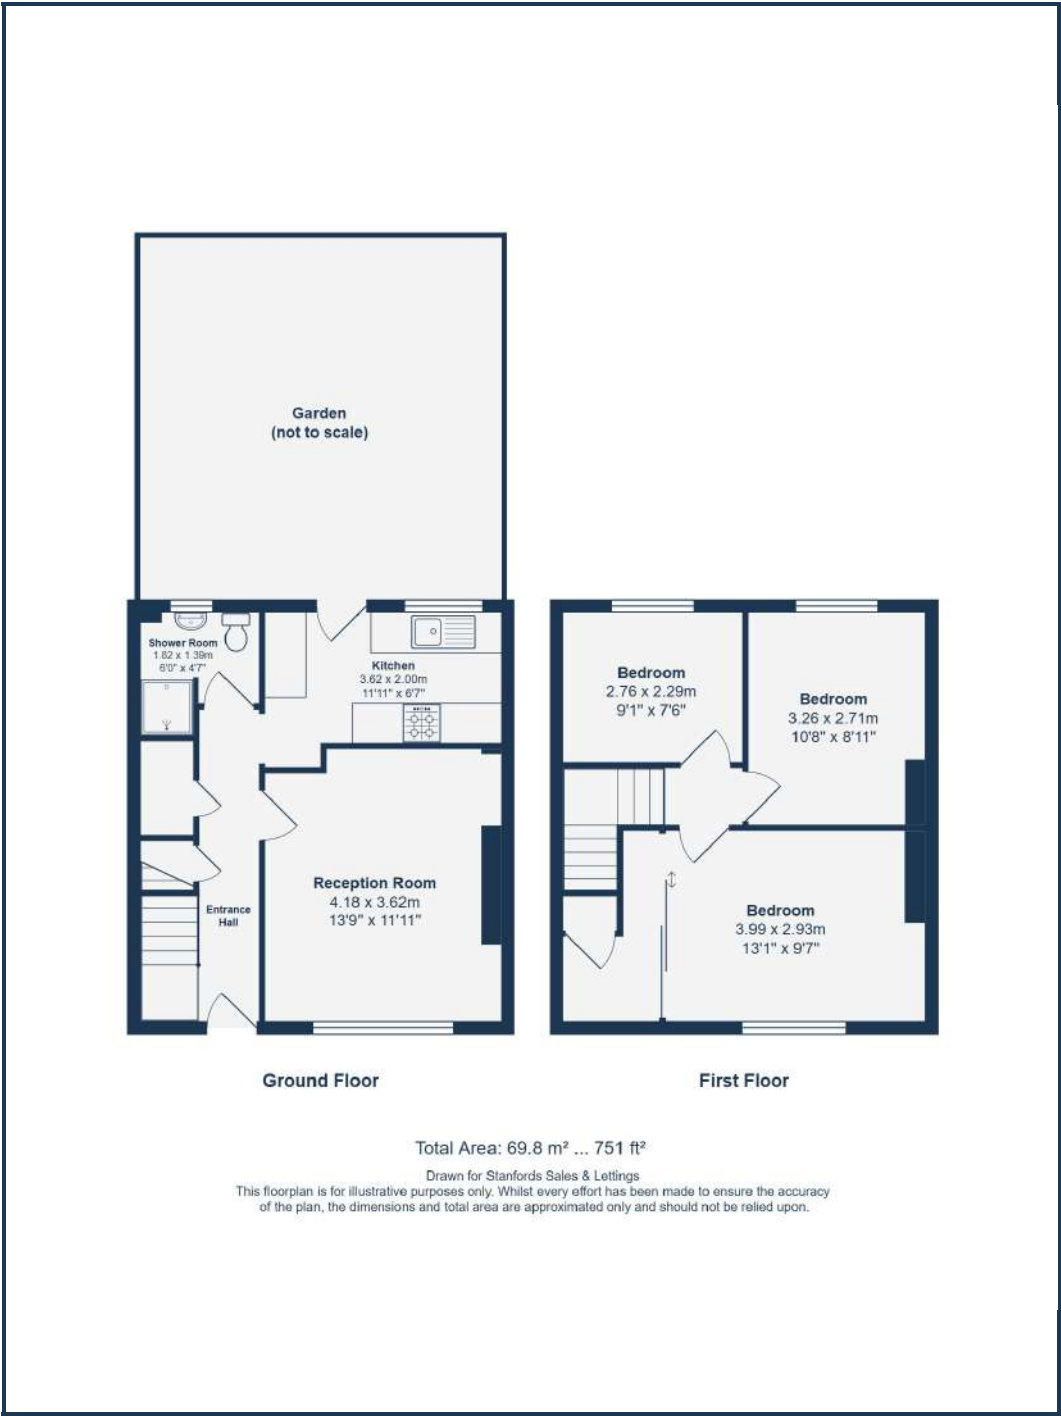 Garden
(not to scale)
Shower Room
1.82 x 1.39m
6'0" x 4'7"
Kitchen
3.62 x 2.00m
11'11" x 6'7"
Reception Room
4.18 x 3.62m
13'9" x 11'11"
Entrance
Hall
Ground Floor
Bedroom
2.76 x 2.29m
9'1" x 7'6"
Bedroom
3.26 x 2.71m
10'8" x 8'11"
Bedroom
3.99 x 2.93m
13'1" x 9'7"
First Floor
Total Area: 69.8 m² ... 751 ft²
Drawn for Stanfords Sales & Lettings
This floorplan is for illustrative purposes only. Whilst every effort has been made to ensure the accuracy
of the plan, the dimensions and total area are approximated only and should not be relied upon.